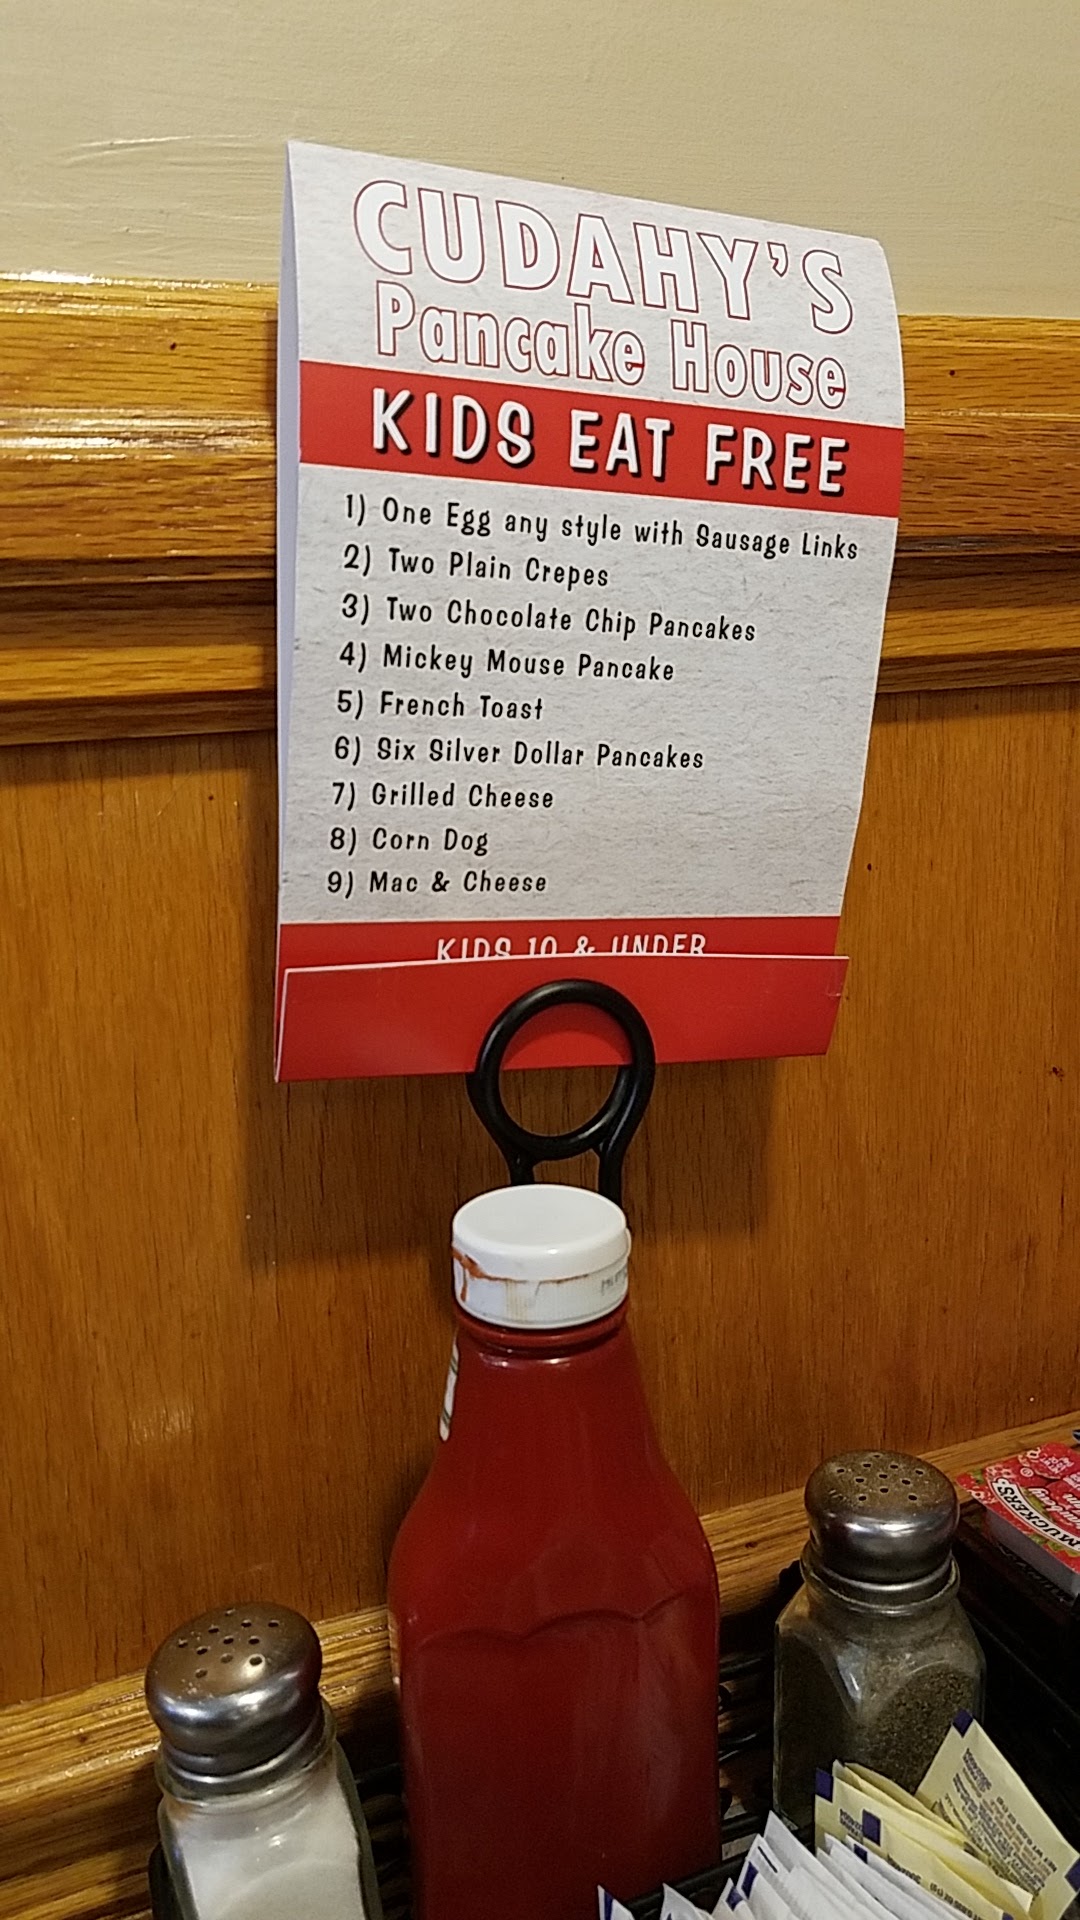 CUDAHY'S
Pancake House
KIDS EAT FREE
1) One Egg any style with Sausage Links
2) Two Plain Crepes
3) Two Chocolate Chip Pancakes
4) Mickey Mouse Pancake
5) French Toast
6) Six Silver Dollar Pancakes
7) Grilled Cheese
8) Corn Dog
9) Mac & Cheese
KIDS 10 & UNDER
SMUCKER'S